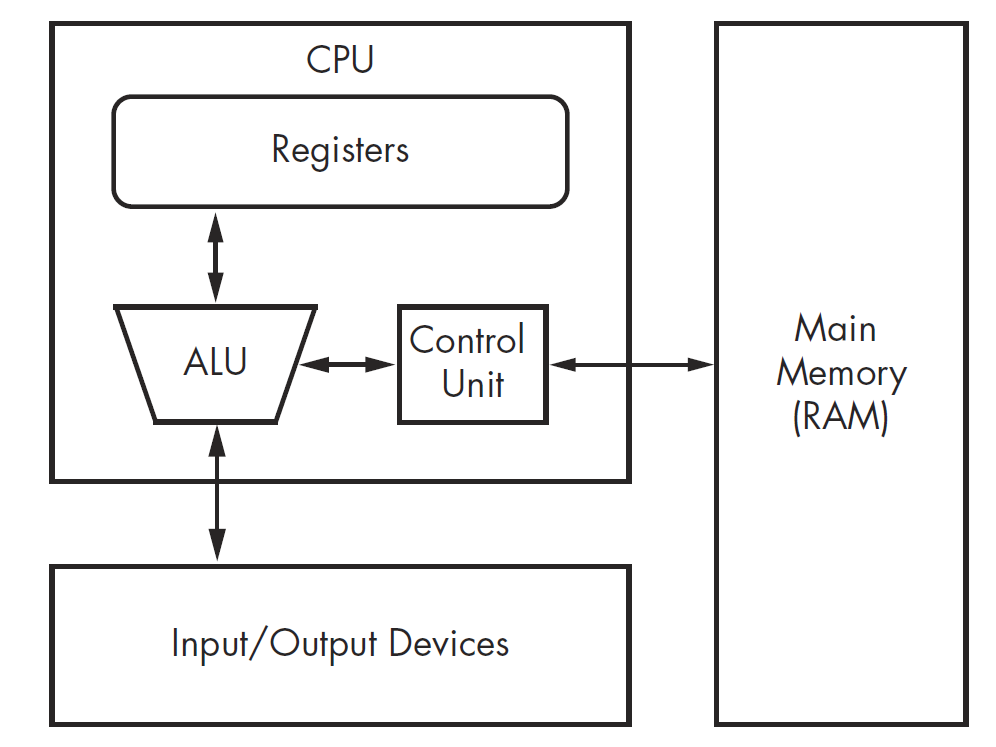 CPU
Registers
ALU
Control
Unit
Main
Memory
(RAM)
Input/Output Devices